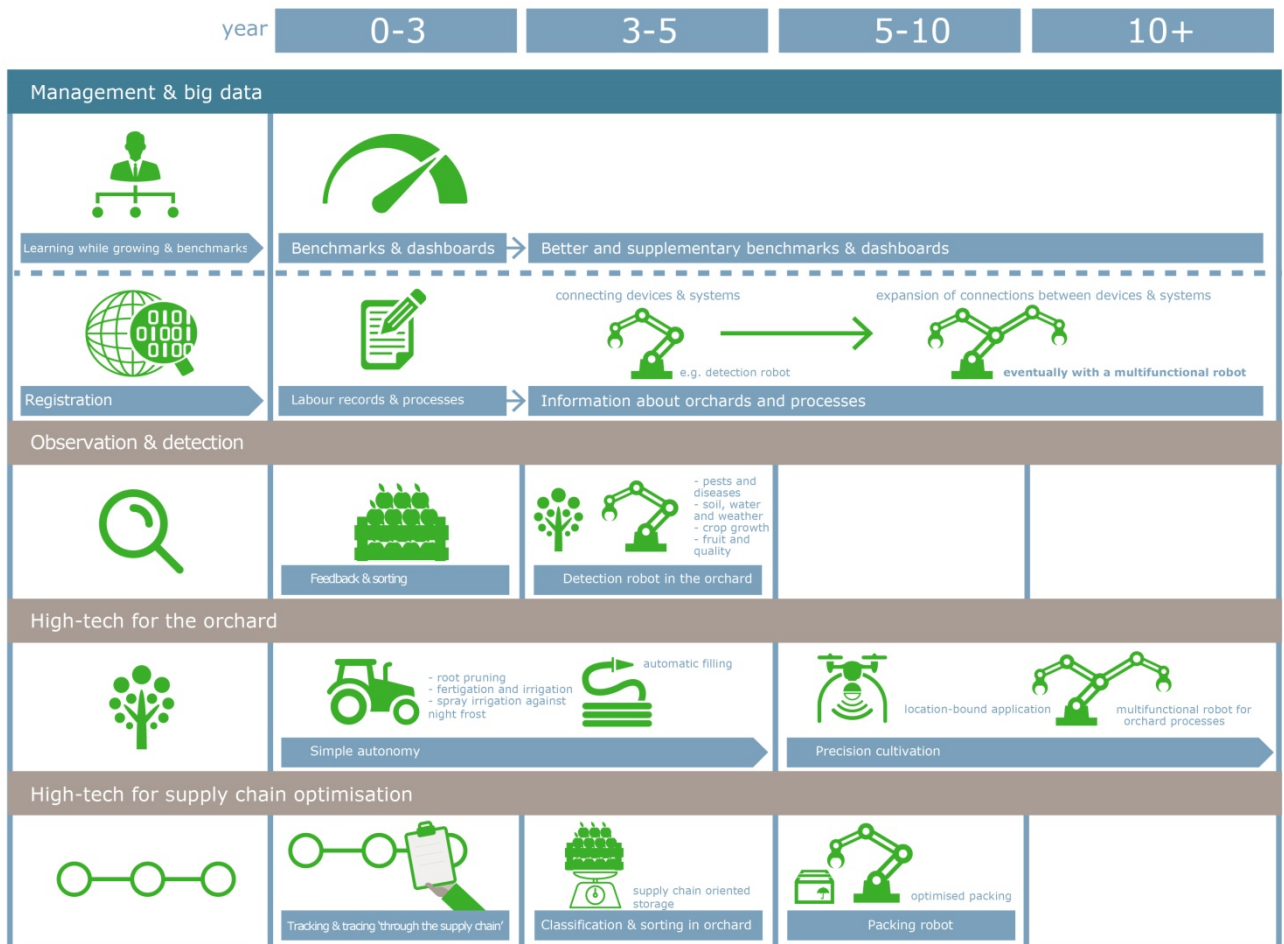 year
0-3
3-5
5-10
10+
Management & big data
Learning while growing & benchmarks
Benchmarks & dashboards
Better and supplementary benchmarks & dashboards
0101
01001
0100
connecting devices & systems
e.g. detection robot
expansion of connections between devices & systems
eventually with a multifunctional robot
Registration
Labour records & processes
Information about orchards and processes
Observation & detection
- pests and
diseases
- soil, water
and weather
- crop growth
- fruit and
quality
Feedback & sorting
Detection robot in the orchard
High-tech for the orchard
- root pruning
- fertigation and irrigation
- spray irrigation against
night frost
automatic filling
location-bound application
multifunctional robot for
orchard processes
Simple autonomy
Precision cultivation
High-tech for supply chain optimisation
supply chain oriented
storage
optimised packing
Tracking & tracing 'through the supply chain'
Classification & sorting in orchard
Packing robot